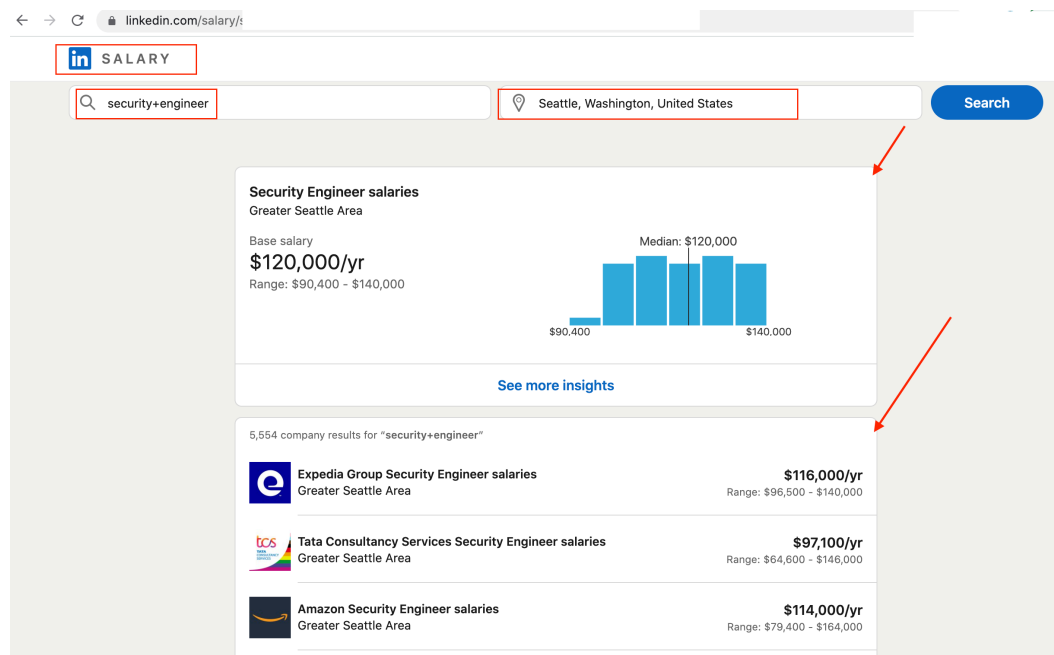 linkedin.com/salary/
in SALARY
security+engineer
Seattle, Washington, United States
Search
Security Engineer salaries
Greater Seattle Area
Base salary
$120,000/yr
Range: $90,400 - $140,000
Median: $120,000
$90,400
$140,000
See more insights
5,554 company results for “security+engineer”
Expedia Group Security Engineer salaries
$116,000/yr
Greater Seattle Area
Range: $96,500 - $140,000
tcs
TATA
CONSULTANCY
SERVICES
Tata Consultancy Services Security Engineer salaries
$97,100/yr
Greater Seattle Area
Range: $64,600 - $146,000
Amazon Security Engineer salaries
$114,000/yr
Greater Seattle Area
Range: $79,400 - $164,000